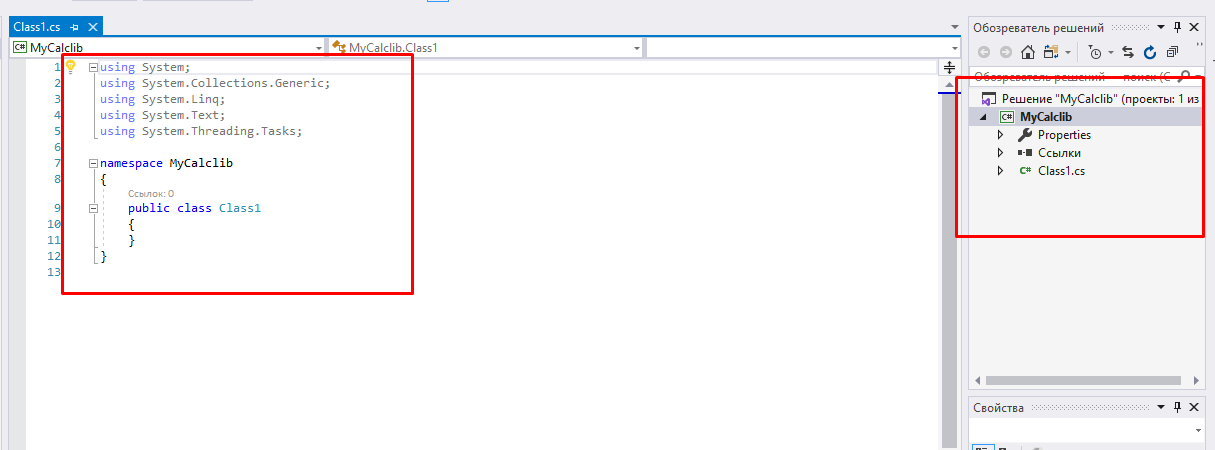 Class1.cs
MyCalclib
MyCalclib.Class1
1 using System;
2 using System.Collections.Generic;
3 using System.Linq;
4 using System.Text;
5 using System.Threading.Tasks;
6
7 namespace MyCalclib
8 {
Ссылок: 0
9 public class Class1
10 {
11 }
12 }
13
Обозреватель решений
Обозреватель решений — поиск (С
Решение "MyCalclib" (проекты: 1 из
C# MyCalclib
Properties
Ссылки
C# Class1.cs
Свойства